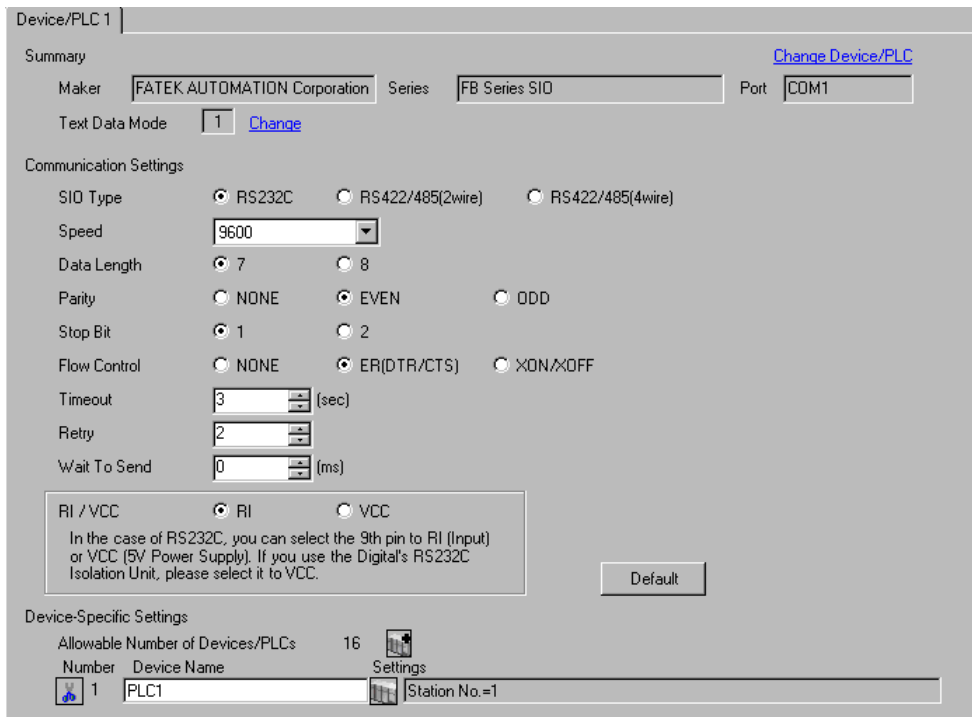 Device/PLC 1
Summary Change Device/PLC
Maker FATEK AUTOMATION Corporation Series FB Series SIO Port COM1
Text Data Mode 1 Change
Communication Settings
SIO Type RS232C RS422/485(2wire) RS422/485(4wire)
Speed 9600
Data Length 7 8
Parity NONE EVEN ODD
Stop Bit 1 2
Flow Control NONE ER(DTR/CTS) XON/XOFF
Timeout 3 (sec)
Retry 2
Wait To Send 0 (ms)
RI / VCC RI VCC
In the case of RS232C, you can select the 9th pin to RI (Input)
or VCC (5V Power Supply). If you use the Digital's RS232C
Isolation Unit, please select it to VCC.
Default
Device-Specific Settings
Allowable Number of Devices/PLCs 16
Number Device Name Settings
1 PLC1 Station No.=1